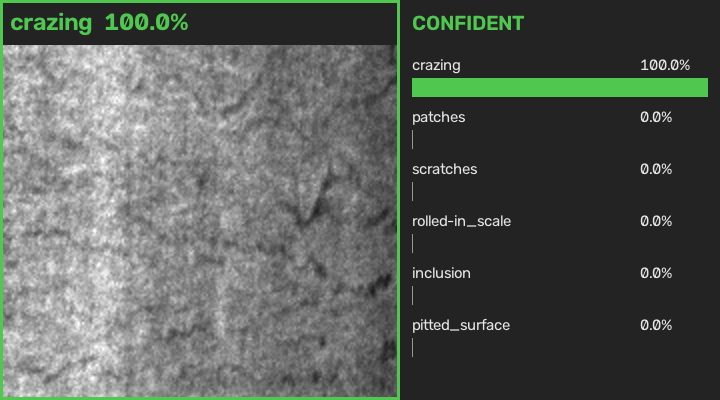 crazing 100.0%
CONFIDENT
crazing 100.0%
patches 0.0%
scratches 0.0%
rolled-in_scale 0.0%
inclusion 0.0%
pitted_surface 0.0%